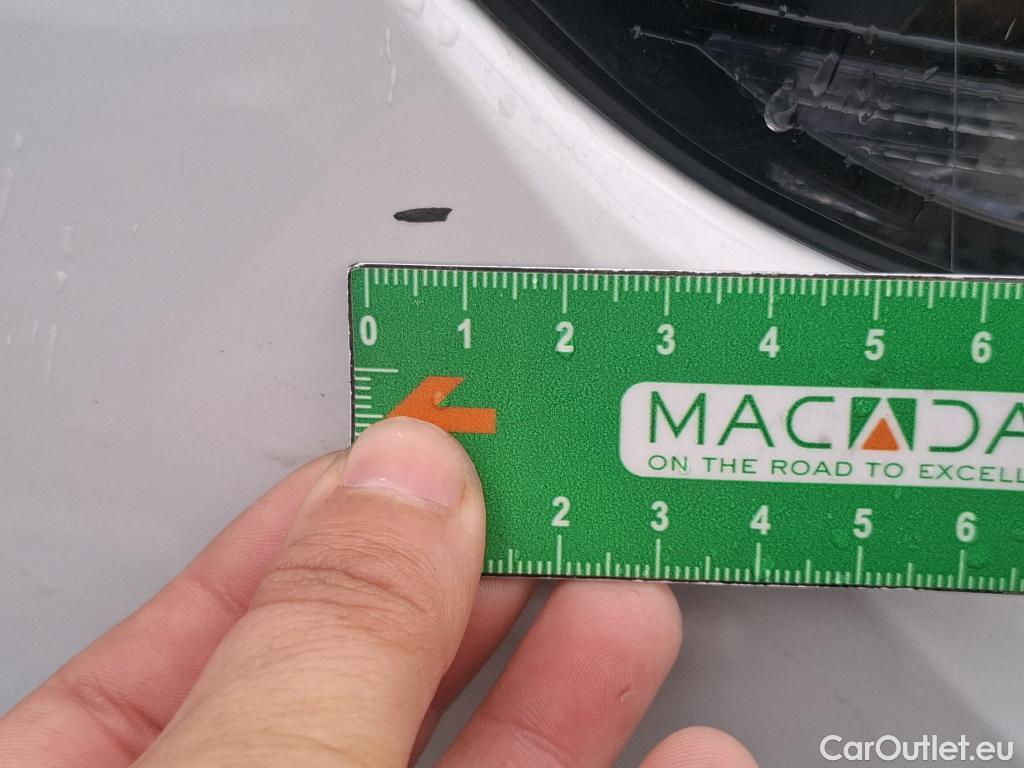 0 1 2 3 4 5 6
MACADA
ON THE ROAD TO EXCELL
2 3 4 5 6
CarOutlet.eu